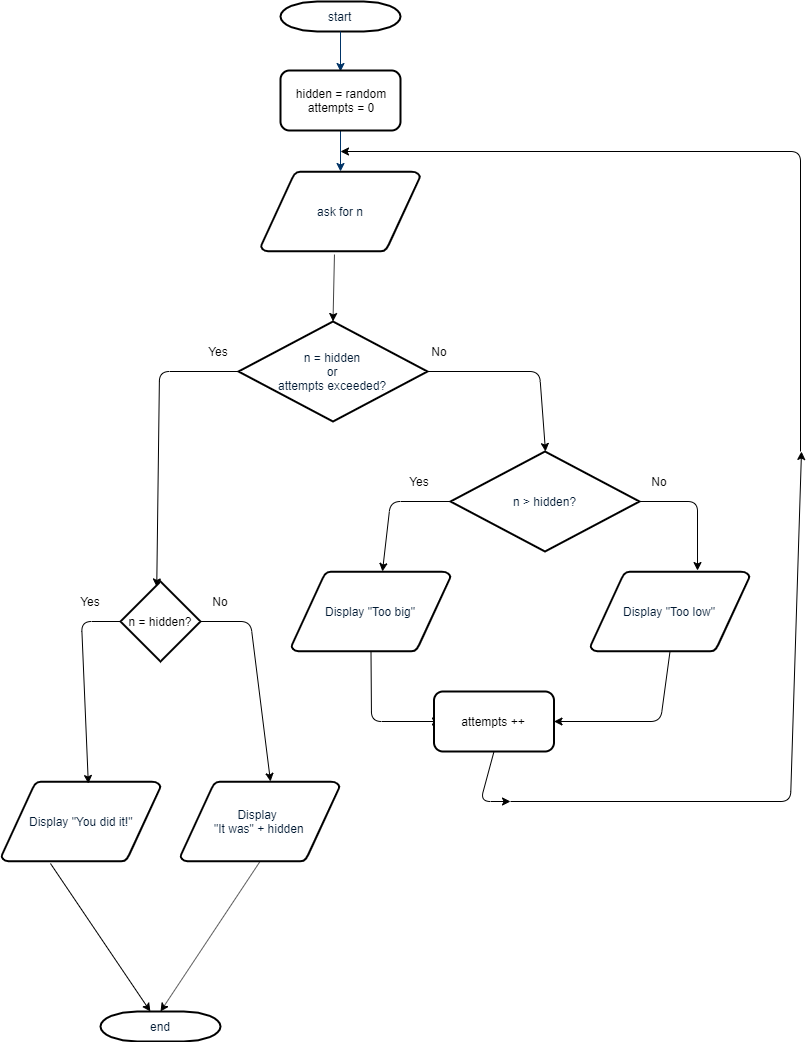 start
hidden = random
attempts = 0
ask for n
Yes
No
n = hidden
or
attempts exceeded?
Yes
No
n > hidden?
Display "Too big"
Display "Too low"
Yes
No
n = hidden?
attempts ++
Display "You did it!"
Display
"It was" + hidden
end